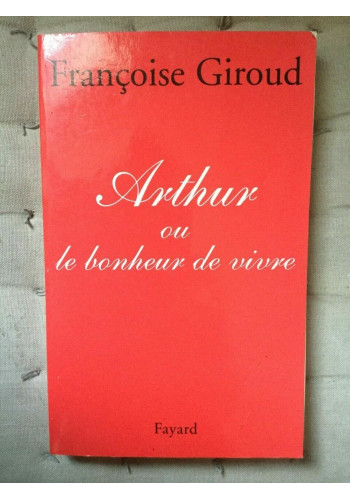 Françoise Giroud
Arthur
ou
le bonheur de vivre
Fayard